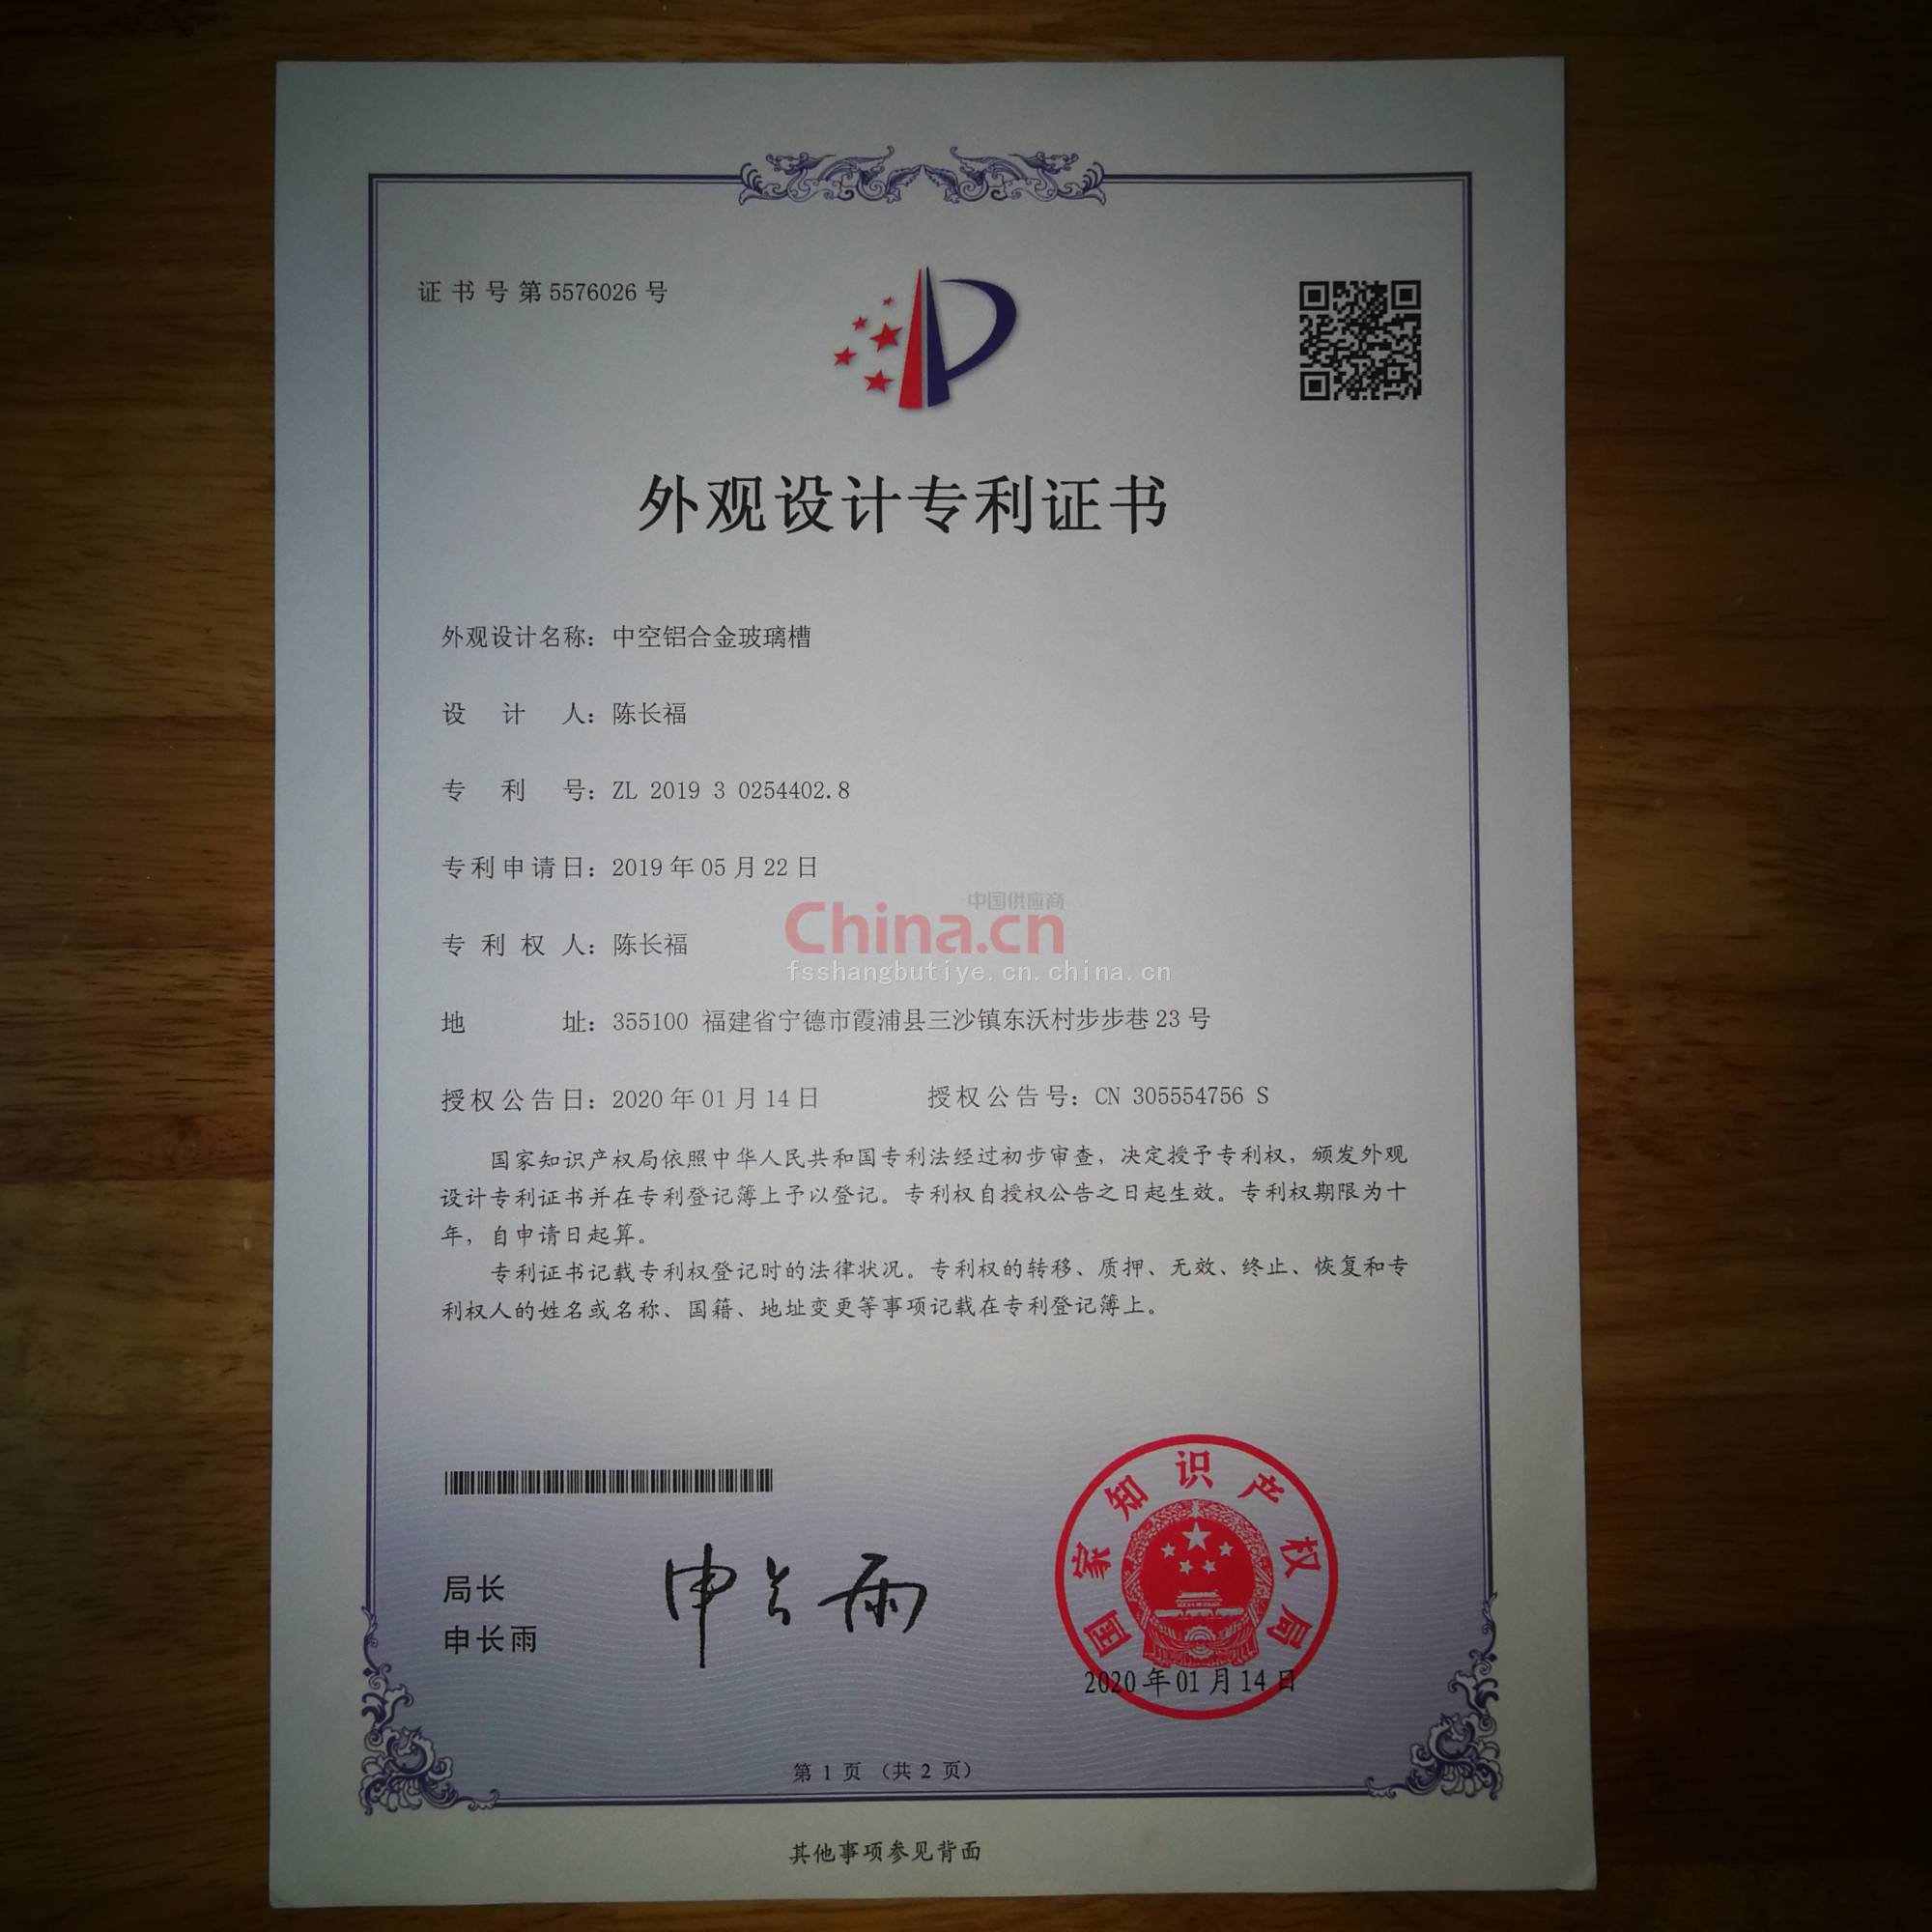 证书号第5576026号
外观设计专利证书
外观设计名称：中空铝合金玻璃槽
设计人：陈长福
专利号：ZL 2019 3 0254402.8
专利申请日：2019年05月22日
中国供应商
China.cn
专利权人：陈长福
fsshangbutiye.cn.china.cn
地址：355100 福建省宁德市霞浦县三沙镇东沃村步步巷23号
授权公告日：2020年01月14日 授权公告号：CN 305554756 S
国家知识产权局依照中华人民共和国专利法经过初步审查，决定授予专利权，颁发外观
设计专利证书并在专利登记簿上予以登记。专利权自授权公告之日起生效。专利权期限为十
年，自申请日起算。
专利证书记载专利权登记时的法律状况。专利权的转移、质押、无效、终止、恢复和专
利权人的姓名或名称、国籍、地址变更等事项记载在专利登记簿上。
国家知识产权局
局长
申长雨
申长雨
2020年01月14日
第1页（共2页）
其他事项参见背面